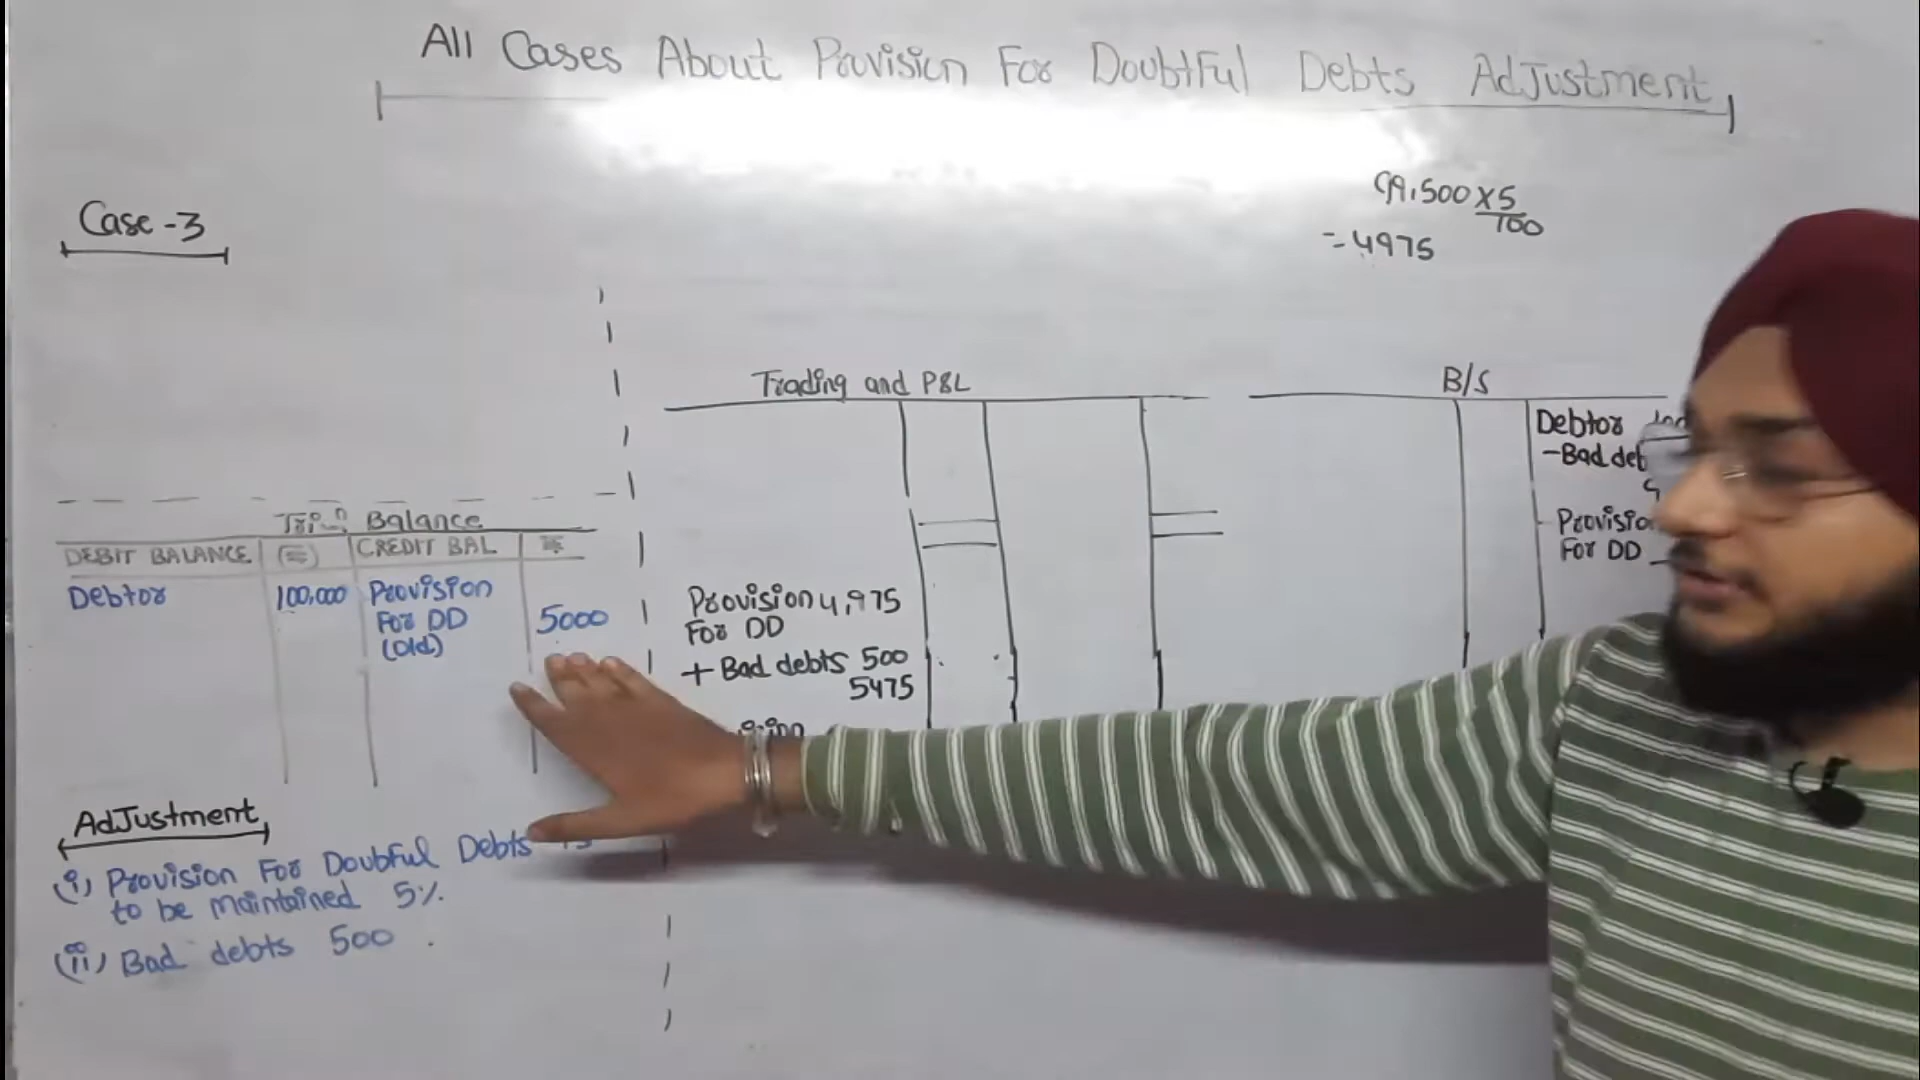 All Cases About Provision For Doubtful Debts AdJustment
Case -3
99,500 X 5
100
= 4975
Trading and P&L
B/S
Debtor
-Bad deb
Provisio
For DD
Balance
DEBIT BALANCE (=) CREDIT BAL
Debtor 100,000 Provision
For DD 5000
(old)
Provision 4,975
For DD
+ Bad debts 500
5475
AdJustment
(i) Provision For Doubtful Debts is
to be maintained 5%.
(ii) Bad debts 500